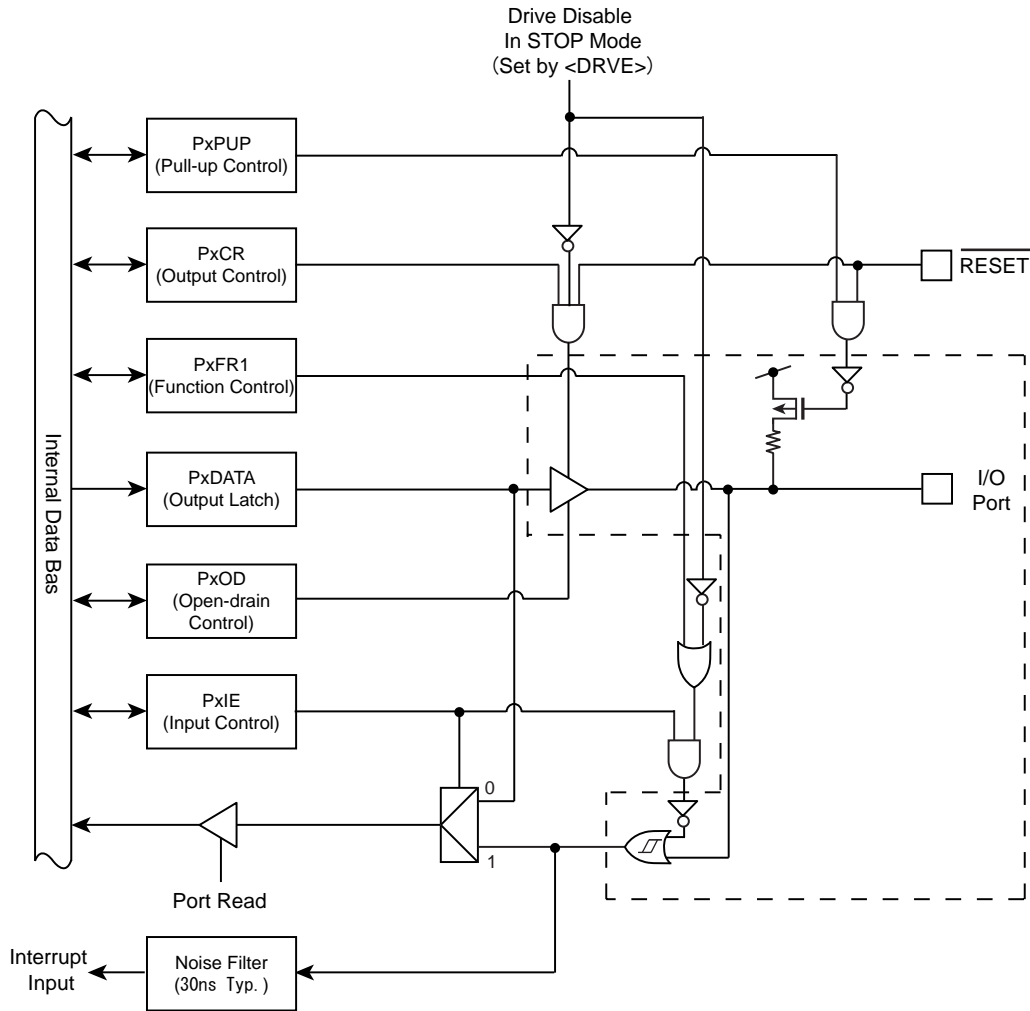 Drive Disable
In STOP Mode
(Set by <DRVE>)
PxPUP
(Pull-up Control)
PxCR
(Output Control)
RESET
PxFR1
(Function Control)
Internal Data Bas
PxDATA
(Output Latch)
I/O
Port
PxOD
(Open-drain
Control)
PxIE
(Input Control)
0
1
Port Read
Interrupt
Input
Noise Filter
(30ns Typ.)